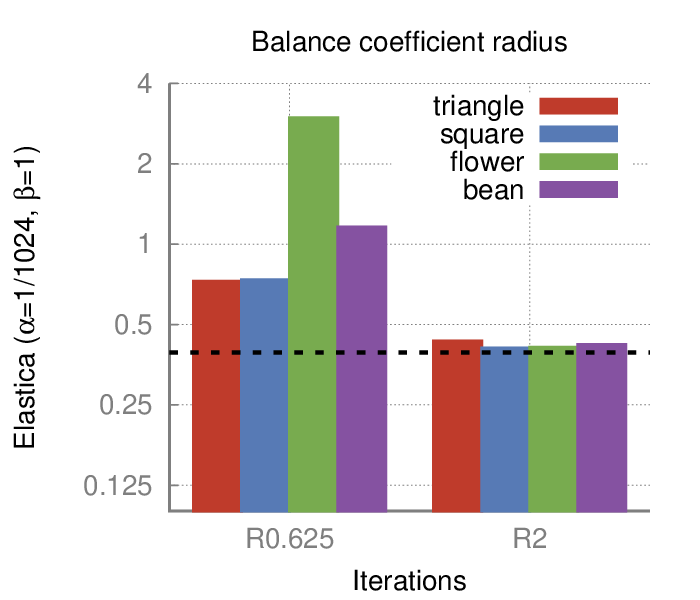 Balance coefficient radius
4
2
1
0.5
0.25
0.125
Elastica (α=1/1024, β=1)
triangle
square
flower
bean
R0.625
R2
Iterations